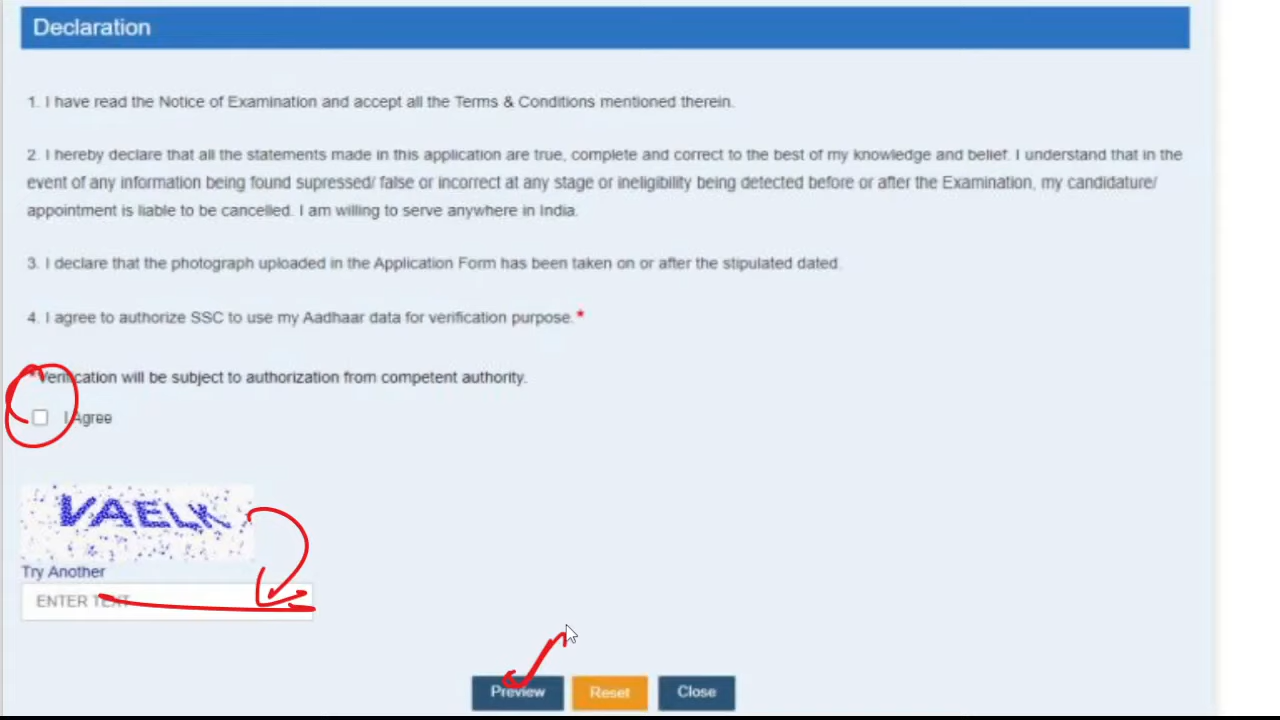 Declaration
1. I have read the Notice of Examination and accept all the Terms & Conditions mentioned therein.
2. I hereby declare that all the statements made in this application are true, complete and correct to the best of my knowledge and belief. I understand that in the
event of any information being found supressed/ false or incorrect at any stage or ineligibility being detected before or after the Examination, my candidature/
appointment is liable to be cancelled. I am willing to serve anywhere in India.
3. I declare that the photograph uploaded in the Application Form has been taken on or after the stipulated dated.
4. I agree to authorize SSC to use my Aadhaar data for verification purpose.*
*Verification will be subject to authorization from competent authority.
I Agree
VAELK
Try Another
ENTER TEXT
Preview Reset Close